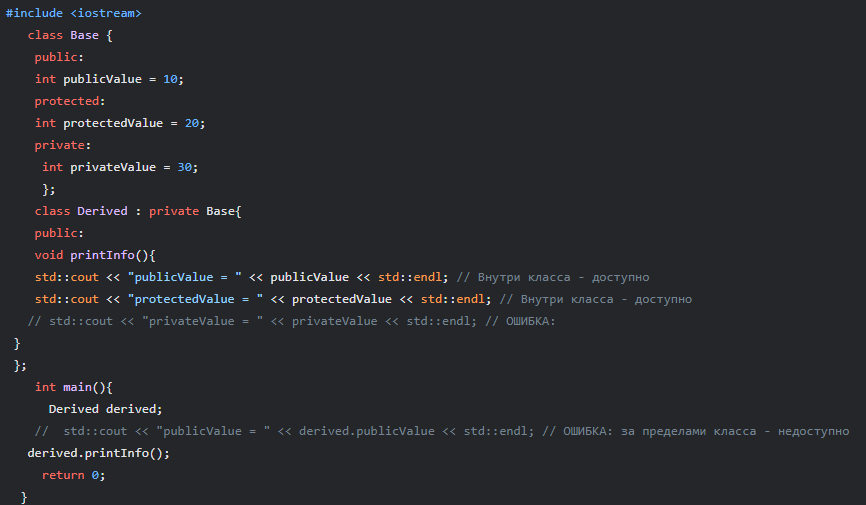 #include <iostream>
class Base {
public:
int publicValue = 10;
protected:
int protectedValue = 20;
private:
int privateValue = 30;
};
class Derived : private Base{
public:
void printInfo(){
std::cout << "publicValue = " << publicValue << std::endl; // Внутри класса - доступно
std::cout << "protectedValue = " << protectedValue << std::endl; // Внутри класса - доступно
// std::cout << "privateValue = " << privateValue << std::endl; // ОШИБКА:
}
};
int main(){
Derived derived;
//  std::cout << "publicValue = " << derived.publicValue << std::endl; // ОШИБКА: за пределами класса - недоступно
derived.printInfo();
return 0;
}